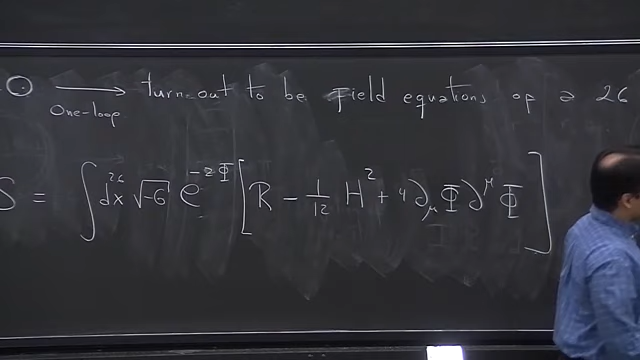 O One-loop → turn out to be Field equations of a 26
S = ∫ d²⁶x √-G e^{-2Φ} [ R - 1/12 H² + 4 ∂_μ Φ ∂^μ Φ ]